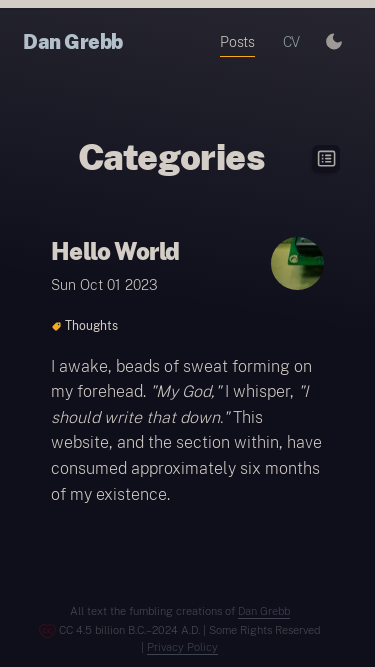 Dan Grebb
Posts
CV
Categories
Hello World
Sun Oct 01 2023
Thoughts
I awake, beads of sweat forming on
my forehead. "My God," I whisper, "I
should write that down." This
website, and the section within, have
consumed approximately six months
of my existence.
All text the fumbling creations of Dan Grebb
CC 4.5 billion B.C.–2024 A.D. | Some Rights Reserved
| Privacy Policy